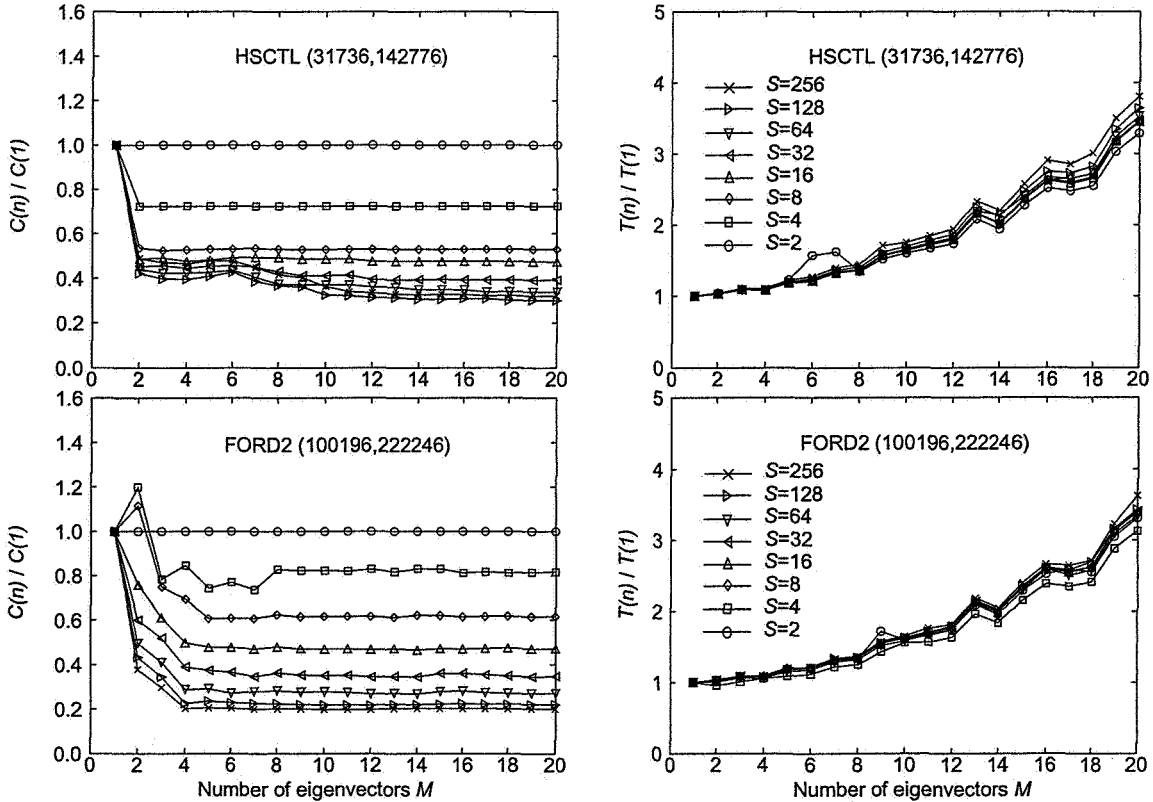 1.6
1.4
1.2
1.0
0.8
0.6
0.4
0.2
0.0
C(n) / C(1)
HSCTL (31736,142776)
0 2 4 6 8 10 12 14 16 18 20
5
4
3
2
1
0
T(n) / T(1)
HSCTL (31736,142776)
S=256
S=128
S=64
S=32
S=16
S=8
S=4
S=2
0 2 4 6 8 10 12 14 16 18 20
1.6
1.4
1.2
1.0
0.8
0.6
0.4
0.2
0.0
C(n) / C(1)
FORD2 (100196,222246)
0 2 4 6 8 10 12 14 16 18 20
Number of eigenvectors M
5
4
3
2
1
0
T(n) / T(1)
FORD2 (100196,222246)
S=256
S=128
S=64
S=32
S=16
S=8
S=4
S=2
0 2 4 6 8 10 12 14 16 18 20
Number of eigenvectors M